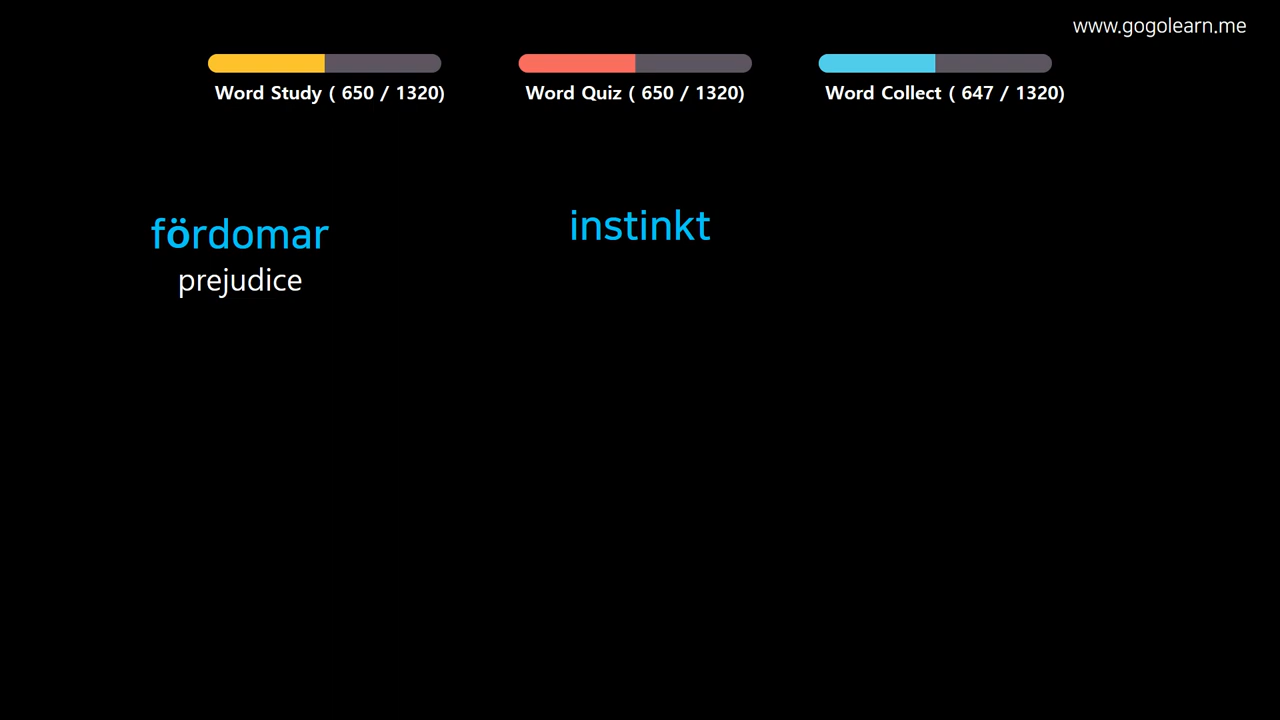 www.gogolearn.me
Word Study ( 650 / 1320)
Word Quiz ( 650 / 1320)
Word Collect ( 647 / 1320)
fördomar
prejudice
instinkt